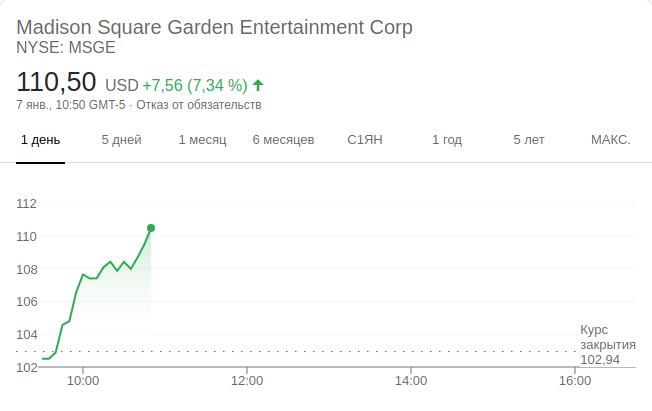 Madison Square Garden Entertainment Corp
NYSE: MSGE
110,50 USD +7,56 (7,34 %)
7 янв., 10:50 GMT-5 · Отказ от обязательств
1 день 5 дней 1 месяц 6 месяцев С1ЯН 1 год 5 лет МАКС.
112
110
108
106
104
Курс
закрытия
102,94
102
10:00 12:00 14:00 16:00